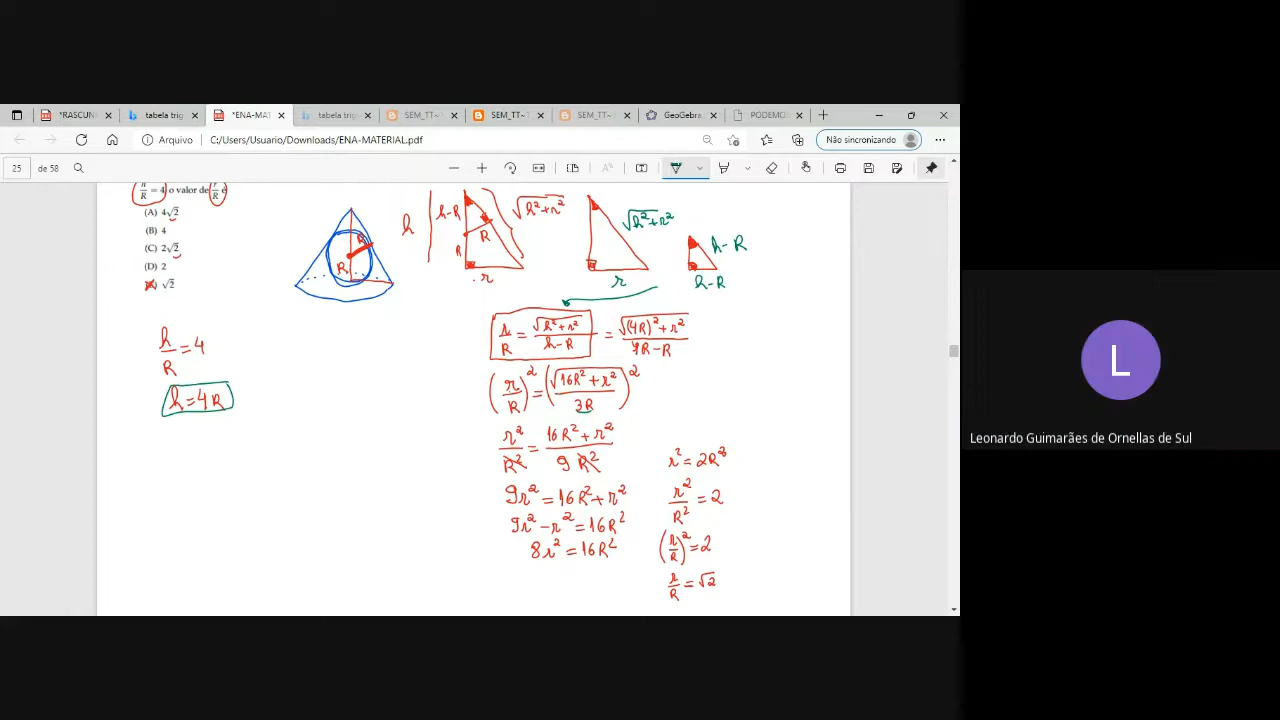 *RASCUN
tabela trig
*ENA-MAT
tabela trig
SEM_TT~
SEM_TT~
SEM_TT~
GeoGebra
PODEMO
Arquivo C:/Users/Usuario/Downloads/ENA-MATERIAL.pdf
Não sincronizando
25 de 58
h/R = 4 o valor de r/R é
(A) 4√2
(B) 4
(C) 2√2
(D) 2
√2
R
R
h
h-R
R
R
√h²+r²
r
√h²+r²
r
h-R
h-R
h/R = 4
h = 4R
r/R = √h²+r² / h-R = √(4R)²+r² / 4R-R
(r/R)² = (√16R²+r² / 3R)²
r²/R² = 16R²+r² / 9R²
9r² = 16R²+r²
9r²-r² = 16R²
8r² = 16R²
r² = 2R²
r²/R² = 2
(r/R)² = 2
r/R = √2
L
Leonardo Guimarães de Ornellas de Sul